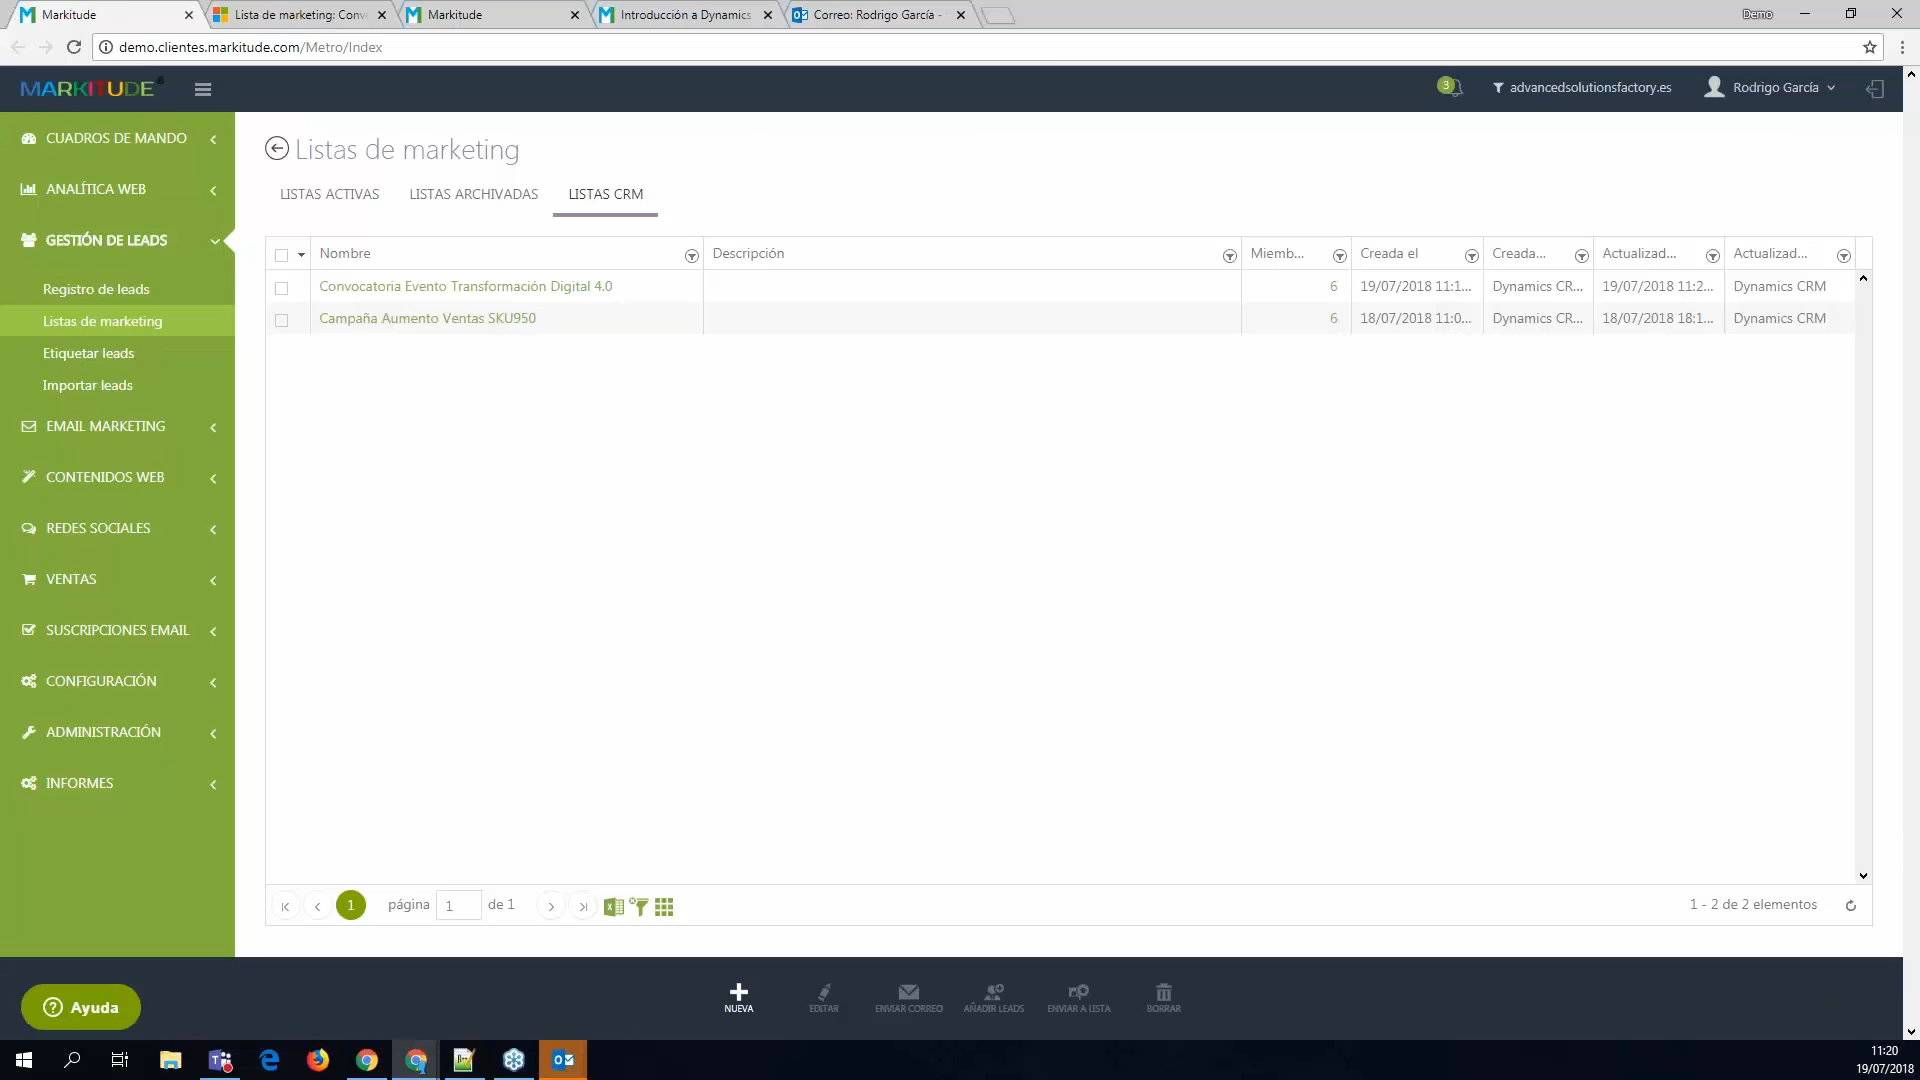 Markitude
Lista de marketing: Conv
Markitude
Introducción a Dynamics
Correo: Rodrigo García -
Demo
demo.clientes.markitude.com/Metro/Index
MARKITUDE
3
advancedsolutionsfactory.es
Rodrigo García
CUADROS DE MANDO
ANALÍTICA WEB
GESTIÓN DE LEADS
Registro de leads
Listas de marketing
Etiquetar leads
Importar leads
EMAIL MARKETING
CONTENIDOS WEB
REDES SOCIALES
VENTAS
SUSCRIPCIONES EMAIL
CONFIGURACIÓN
ADMINISTRACIÓN
INFORMES
Ayuda
Listas de marketing
LISTAS ACTIVAS LISTAS ARCHIVADAS LISTAS CRM
Nombre Descripción Miemb... Creada el Creada... Actualizad... Actualizad...
Convocatoria Evento Transformación Digital 4.0 6 19/07/2018 11:1... Dynamics CR... 19/07/2018 11:2... Dynamics CRM
Campaña Aumento Ventas SKU950 6 18/07/2018 11:0... Dynamics CR... 18/07/2018 18:1... Dynamics CRM
1 página 1 de 1 1 - 2 de 2 elementos
NUEVA EDITAR ENVIAR CORREO AÑADIR LEADS ENVIAR A LISTA BORRAR
11:20
19/07/2018